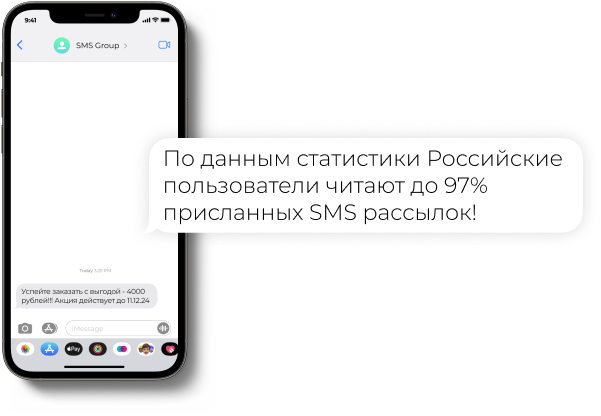 9:41
SMS Group
По данным статистики Российские
пользователи читают до 97%
присланных SMS рассылок!
Today 5:25 PM
Успейте заказать с выгодой - 4000
рублей!!! Акция действует до 11.12.24
iMessage
Pay